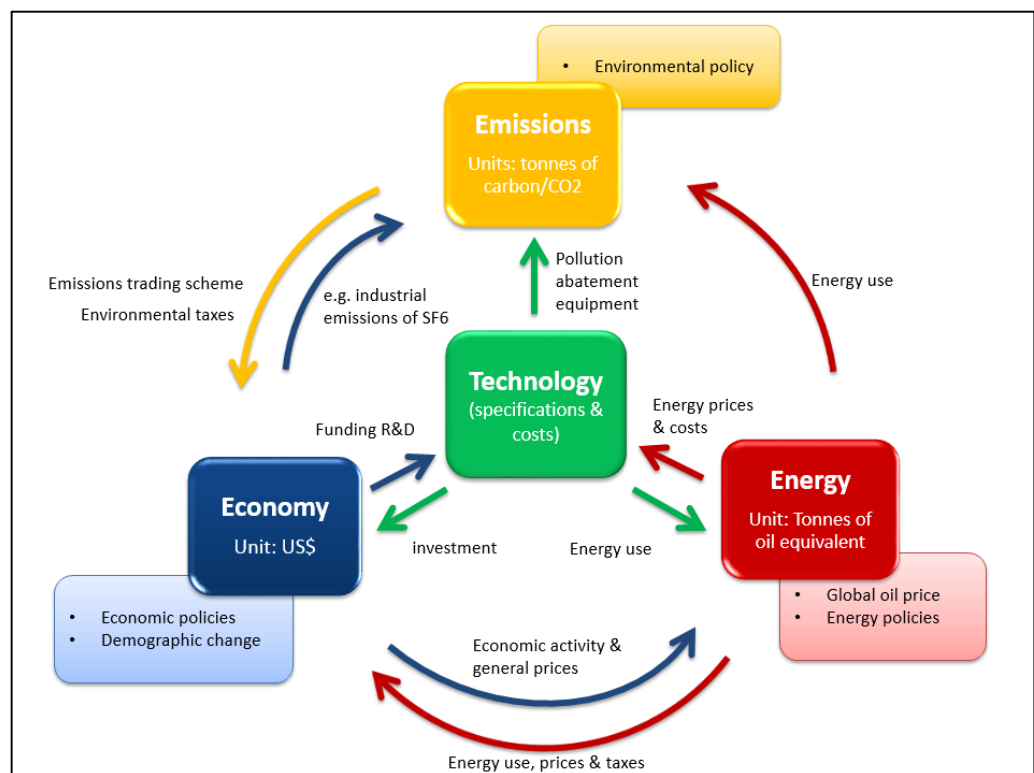 • Environmental policy
Emissions
Units: tonnes of
carbon/CO2
Emissions trading scheme
Environmental taxes
e.g. industrial
emissions of SF6
Pollution
abatement
equipment
Energy use
Technology
(specifications &
costs)
Funding R&D
Energy prices
& costs
Economy
Unit: US$
Energy
Unit: Tonnes of
oil equivalent
investment
Energy use
• Economic policies
• Demographic change
• Global oil price
• Energy policies
Economic activity &
general prices
Energy use, prices & taxes